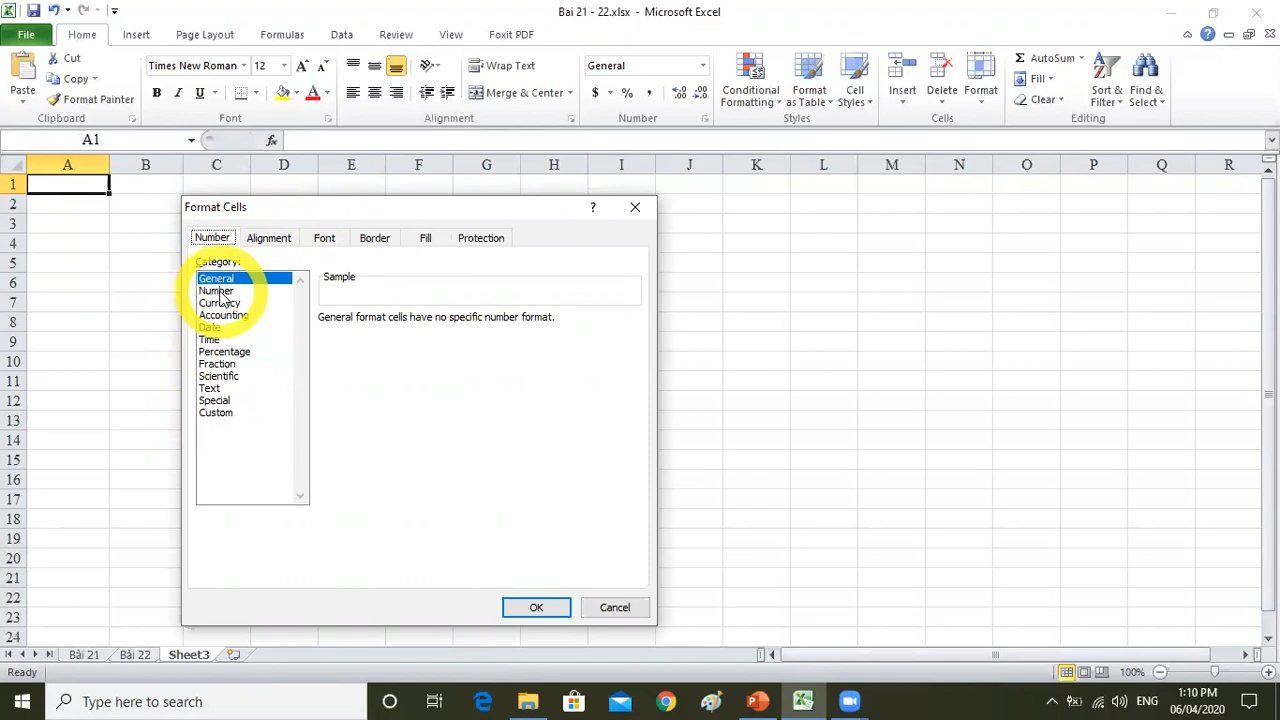 Bai 21 - 22.xlsx - Microsoft Excel
File Home Insert Page Layout Formulas Data Review View Foxit PDF
Paste
Cut
Copy
Format Painter
Clipboard
Times New Roman 12
B I U
Font
Wrap Text
Merge & Center
Alignment
General
$ % ,
Number
Conditional Formatting
Format as Table
Cell Styles
Styles
Insert Delete Format
Cells
AutoSum
Fill
Clear
Sort & Filter
Find & Select
Editing
A1 fx
A B C D E F G H I J K L M N O P Q R
1
2
3
4
5
6
7
8
9
10
11
12
13
14
15
16
17
18
19
20
21
22
23
24
Format Cells
Number Alignment Font Border Fill Protection
Category:
General
Number
Currency
Accounting
Date
Time
Percentage
Fraction
Scientific
Text
Special
Custom
Sample
General format cells have no specific number format.
OK Cancel
Bài 21 Bài 22 Sheet3
Ready 100%
Type here to search
ENG
1:10 PM
06/04/2020